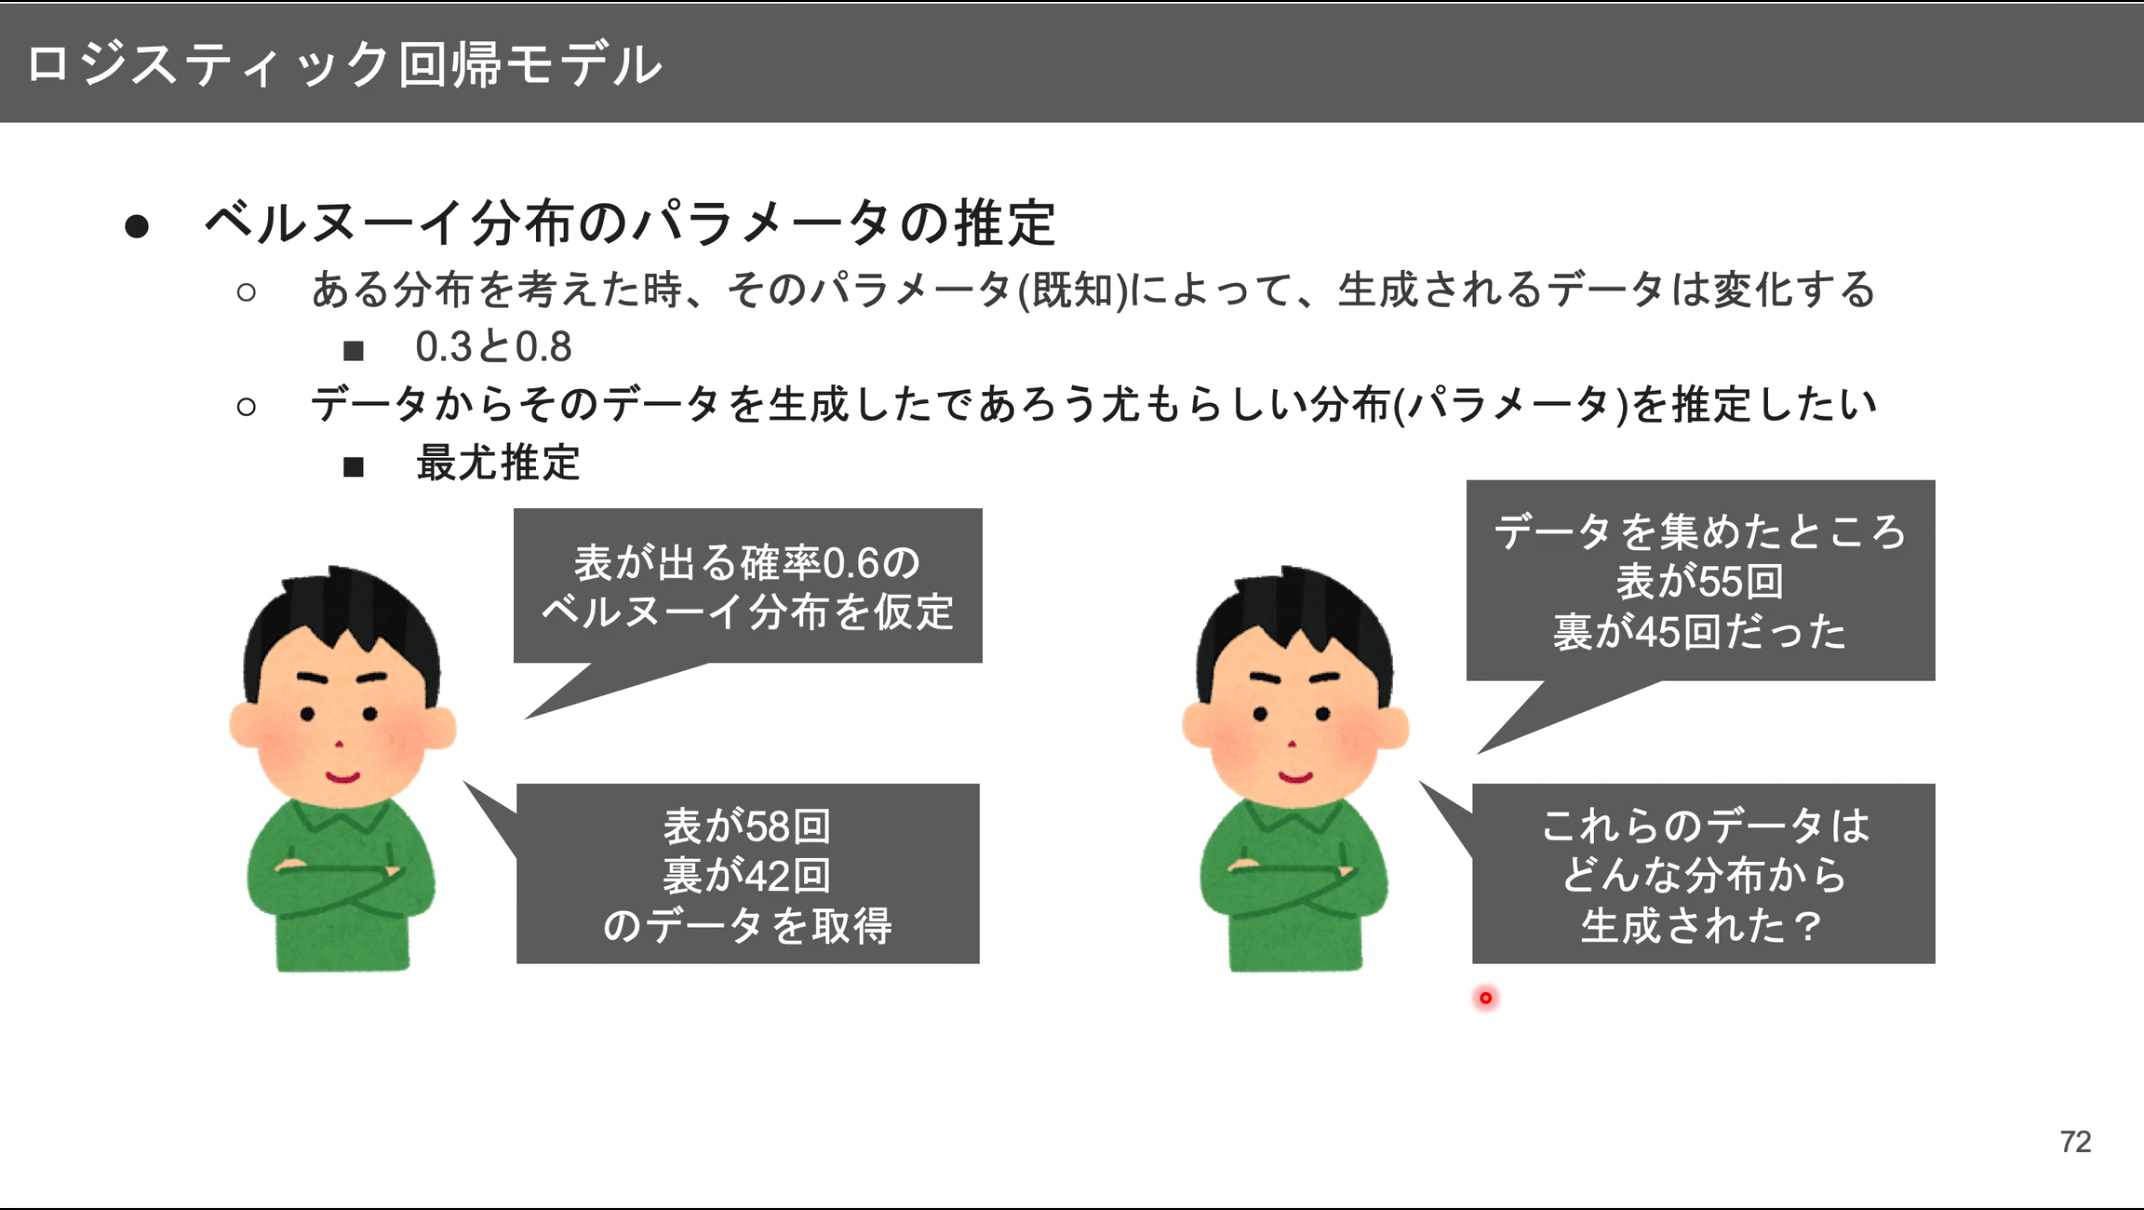 ロジスティック回帰モデル
● ベルヌーイ分布のパラメータの推定
○ ある分布を考えた時、そのパラメータ(既知)によって、生成されるデータは変化する
■ 0.3と0.8
○ データからそのデータを生成したであろう尤もらしい分布(パラメータ)を推定したい
■ 最尤推定
表が出る確率0.6の
ベルヌーイ分布を仮定
表が58回
裏が42回
のデータを取得
データを集めたところ
表が55回
裏が45回だった
これらのデータは
どんな分布から
生成された？
72